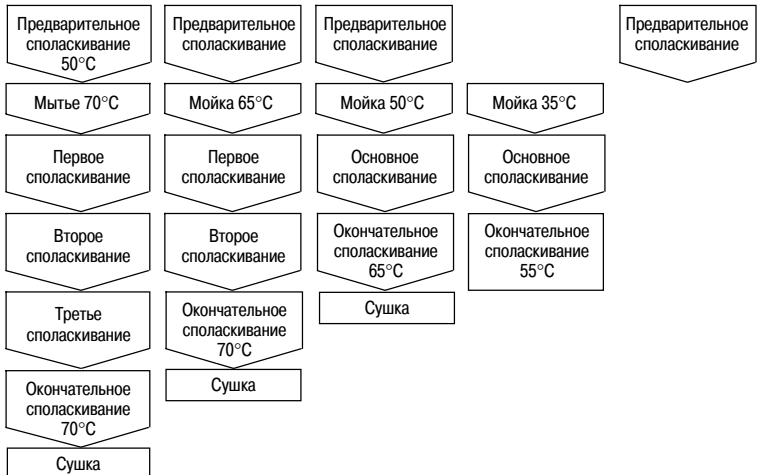 Предварительное
споласкивание
50°C
Мытье 70°C
Первое
споласкивание
Второе
споласкивание
Третье
споласкивание
Окончательное
споласкивание
70°C
Сушка
Предварительное
споласкивание
Мойка 65°C
Первое
споласкивание
Второе
споласкивание
Окончательное
споласкивание
70°C
Сушка
Предварительное
споласкивание
Мойка 50°C
Основное
споласкивание
Окончательное
споласкивание
65°C
Сушка
Мойка 35°C
Основное
споласкивание
Окончательное
споласкивание
55°C
Предварительное
споласкивание